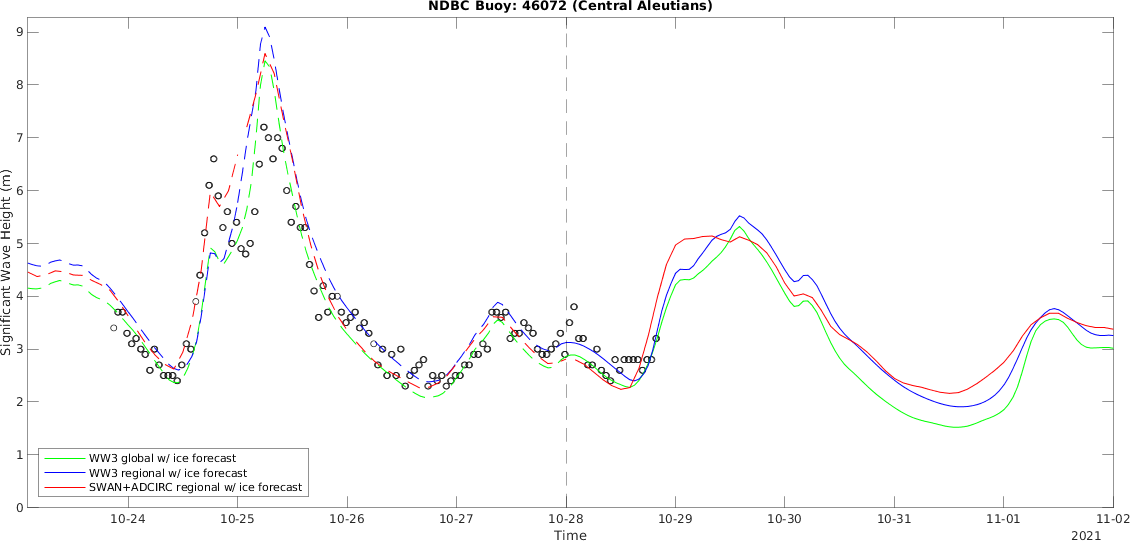 NDBC Buoy: 46072 (Central Aleutians)
Significant Wave Height (m)
9
8
7
6
5
4
3
2
1
0
WW3 global w/ ice forecast
WW3 regional w/ ice forecast
SWAN+ADCIRC regional w/ ice forecast
10-24 10-25 10-26 10-27 10-28 10-29 10-30 10-31 11-01 11-02
Time
2021